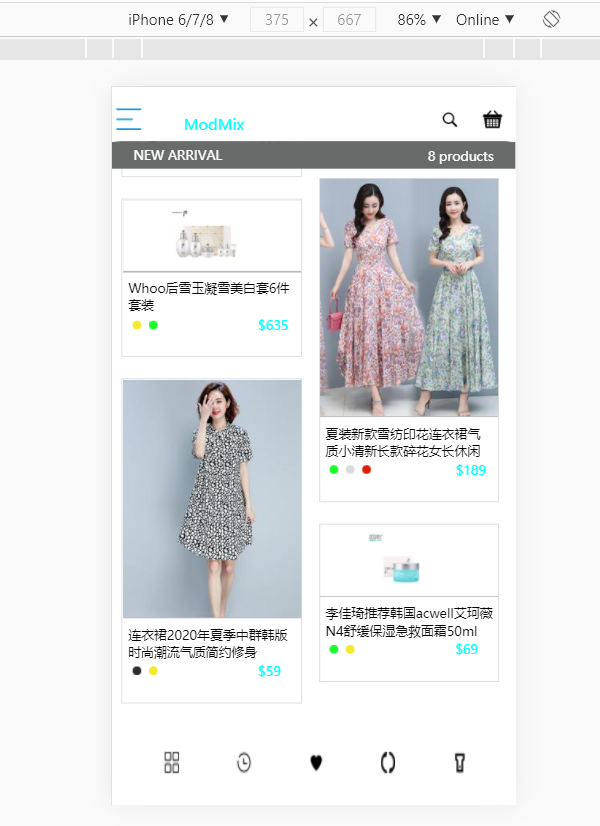 iPhone 6/7/8 ▼ 375 × 667 86% ▼ Online ▼
ModMix
NEW ARRIVAL 8 products
Whoo后雪玉凝雪美白套6件
套装
$635
连衣裙2020年夏季中群韩版
时尚潮流气质简约修身
$59
夏装新款雪纺印花连衣裙气
质小清新长款碎花女长休闲
$189
李佳琦推荐韩国acwell艾珂薇
N4舒缓保湿急救面霜50ml
$69